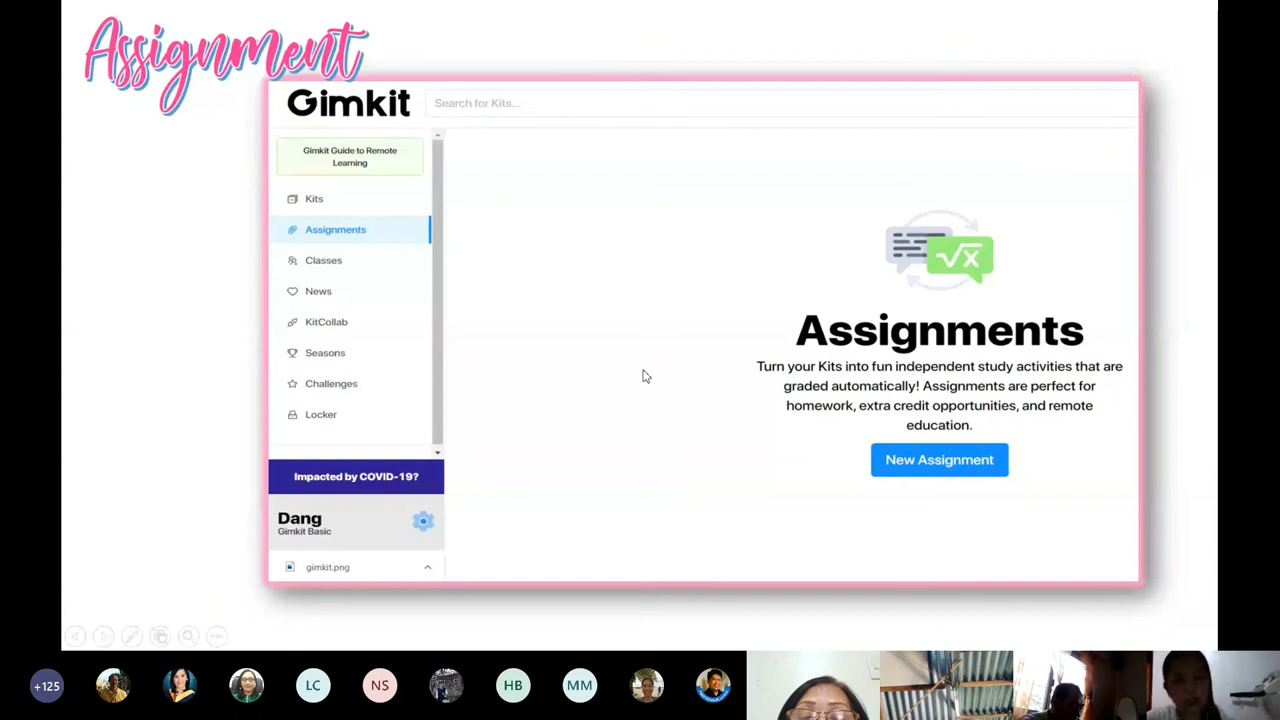 Assignment
Gimkit
Search for Kits...
Gimkit Guide to Remote
Learning
Kits
Assignments
Classes
News
KitCollab
Seasons
Challenges
Locker
Impacted by COVID-19?
Dang
Gimkit Basic
gimkit.png
√x
Assignments
Turn your Kits into fun independent study activities that are
graded automatically! Assignments are perfect for
homework, extra credit opportunities, and remote
education.
New Assignment
+125
LC
NS
HB
MM